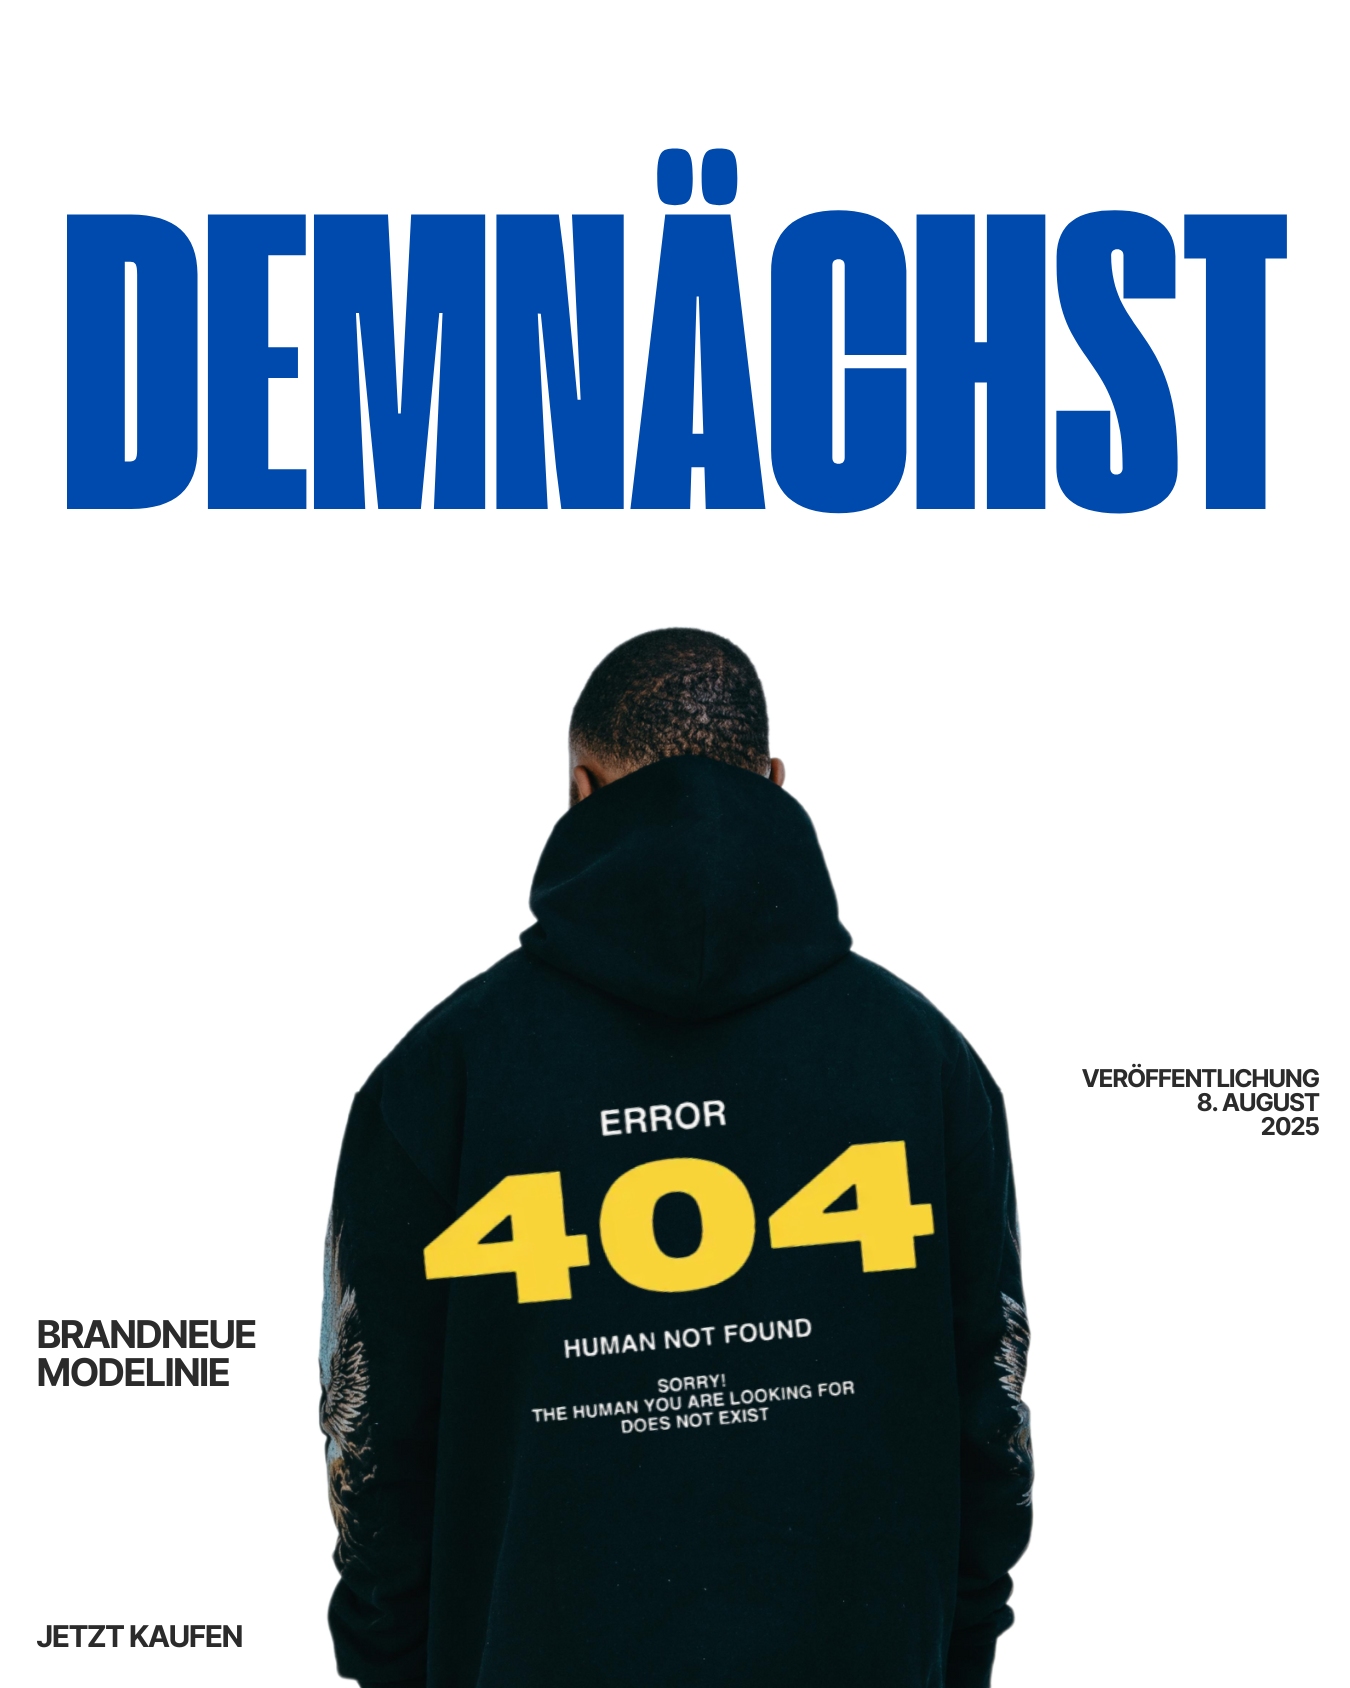 DEMNÄCHST
VERÖFFENTLICHUNG
8. AUGUST
2025
ERROR
404
HUMAN NOT FOUND
SORRY!
THE HUMAN YOU ARE LOOKING FOR
DOES NOT EXIST
BRANDNEUE
MODELINIE
JETZT KAUFEN